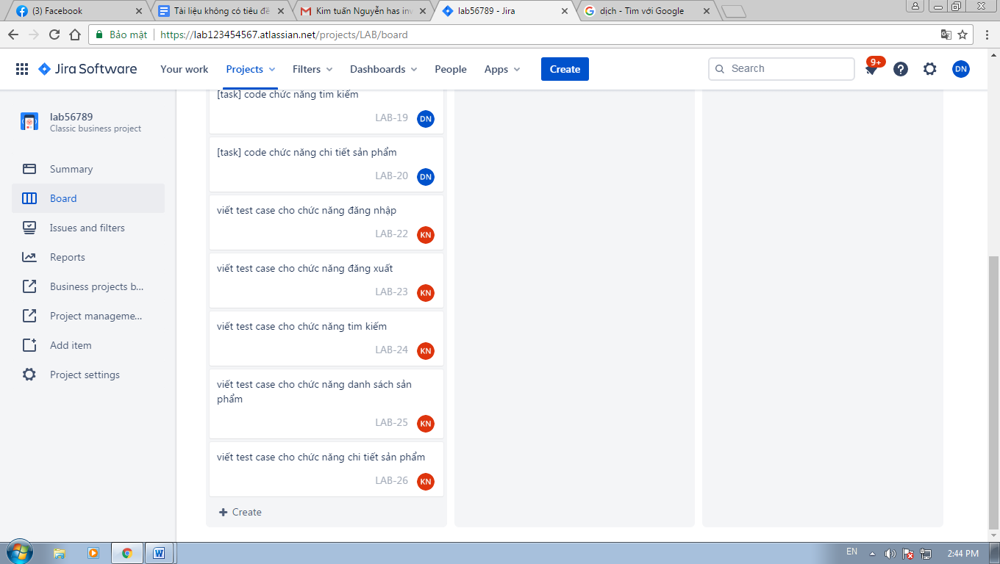 (3) Facebook
Tài liệu không có tiêu đề
Kim tuấn Nguyễn has inv
lab56789 - Jira
dịch - Tìm với Google
Bảo mật
https://lab123454567.atlassian.net/projects/LAB/board
Jira Software
Your work
Projects
Filters
Dashboards
People
Apps
Create
Search
9+
DN
lab56789
Classic business project
Summary
Board
Issues and filters
Reports
Business projects b...
Project manageme...
Add item
Project settings
[task] code chức năng tìm kiếm
LAB-19
DN
[task] code chức năng chi tiết sản phẩm
LAB-20
DN
viết test case cho chức năng đăng nhập
LAB-22
KN
viết test case cho chức năng đăng xuất
LAB-23
KN
viết test case cho chức năng tìm kiếm
LAB-24
KN
viết test case cho chức năng danh sách sản
phẩm
LAB-25
KN
viết test case cho chức năng chi tiết sản phẩm
LAB-26
KN
Create
EN
2:44 PM